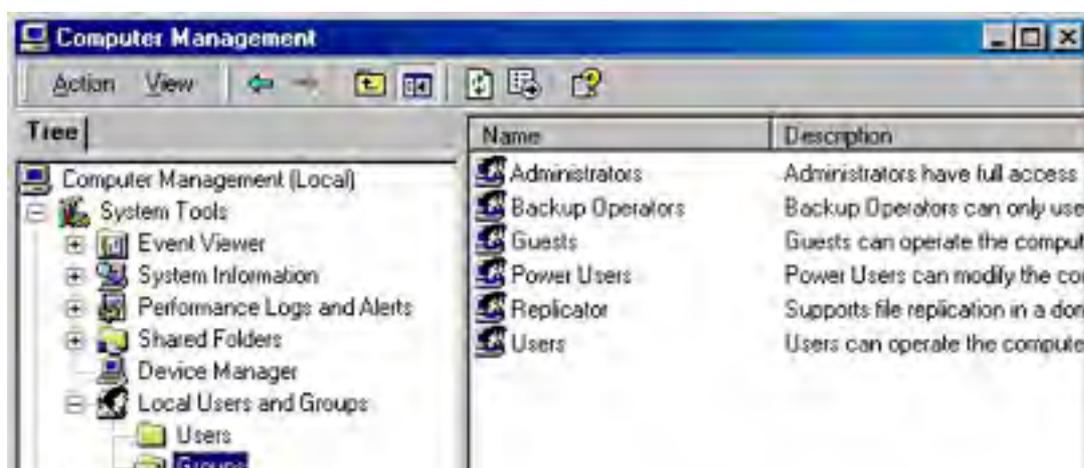 Computer Management
Action View
Tree
Name Description
Computer Management (Local)
System Tools
Event Viewer
System Information
Performance Logs and Alerts
Shared Folders
Device Manager
Local Users and Groups
Users
Groups
Administrators Administrators have full access
Backup Operators Backup Operators can only use
Guests Guests can operate the comput
Power Users Power Users can modify the co
Replicator Supports file replication in a dom
Users Users can operate the compute